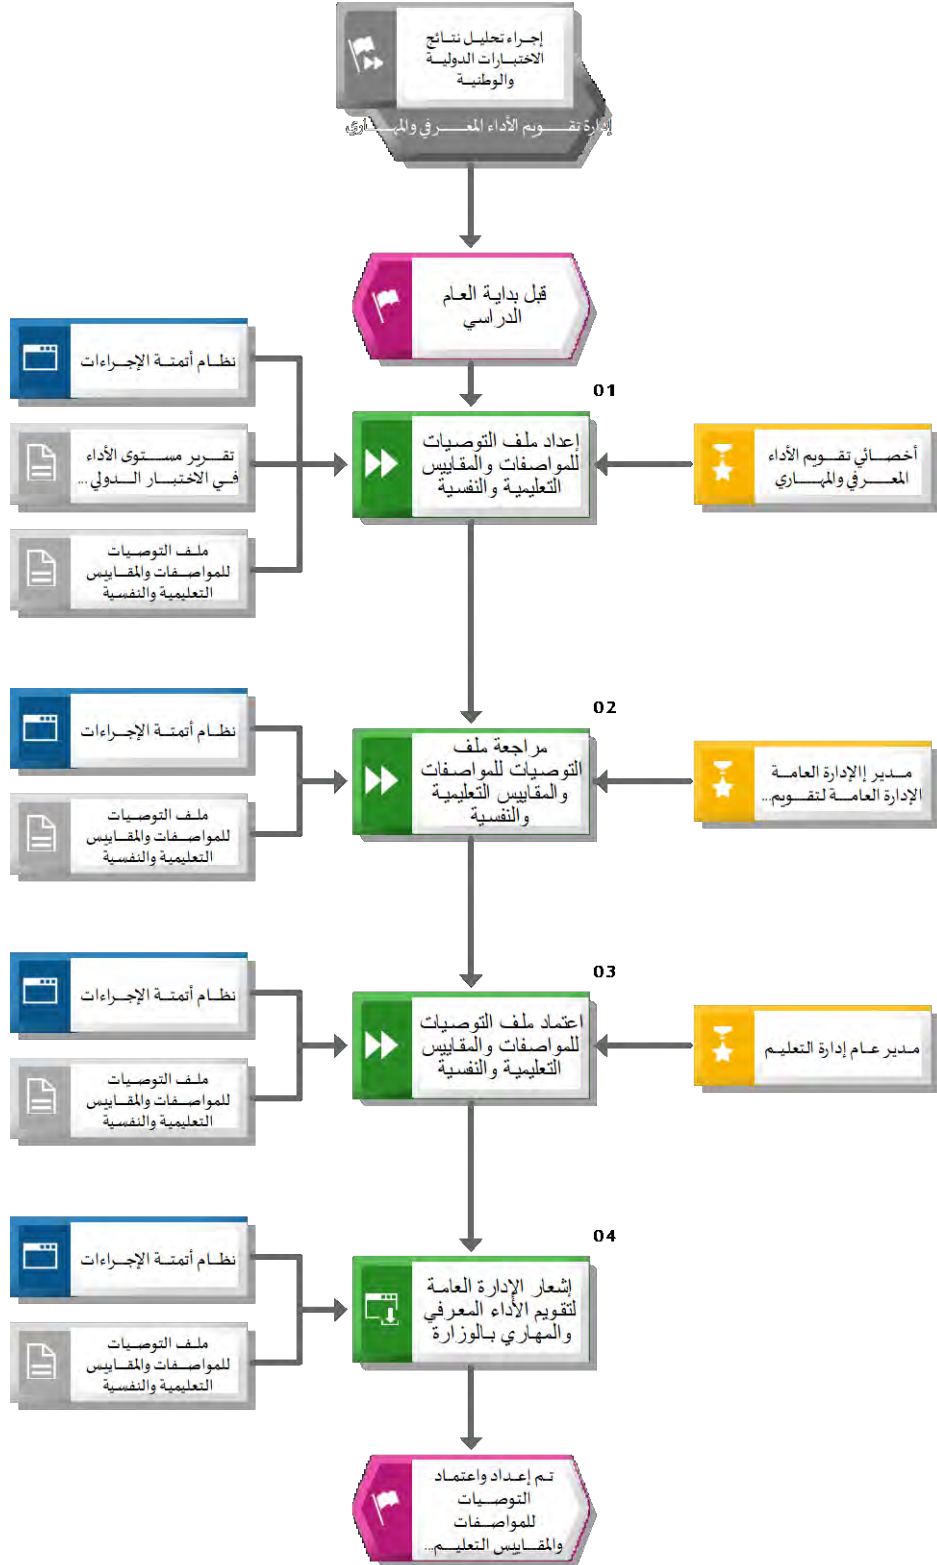 إجراء تحليل نتائج
الاختبارات الدولية
والوطنية
إدارة تقويم الأداء المعرفي والمهاري
قبل بداية العام
الدراسي
01
إعداد ملف التوصيات
للمواصفات والمقاييس
التعليمية والنفسية
أخصائي تقويم الأداء
المعرفي والمهاري
نظام أتمتة الإجراءات
تقرير مستوى الأداء
في الاختبار الدولي...
ملف التوصيات
للمواصفات والمقاييس
التعليمية والنفسية
02
مراجعة ملف
التوصيات للمواصفات
والمقاييس التعليمية
والنفسية
مدير إالإدارة العامة
الإدارة العامة لتقويم...
نظام أتمتة الإجراءات
ملف التوصيات
للمواصفات والمقاييس
التعليمية والنفسية
03
اعتماد ملف التوصيات
للمواصفات والمقاييس
التعليمية والنفسية
مدير عام إدارة التعليم
نظام أتمتة الإجراءات
ملف التوصيات
للمواصفات والمقاييس
التعليمية والنفسية
04
إشعار الإدارة العامة
لتقويم الأداء المعرفي
والمهاري بالوزارة
نظام أتمتة الإجراءات
ملف التوصيات
للمواصفات والمقاييس
التعليمية والنفسية
تم إعداد واعتماد
التوصيات
للمواصفات
والمقاييس التعليم...